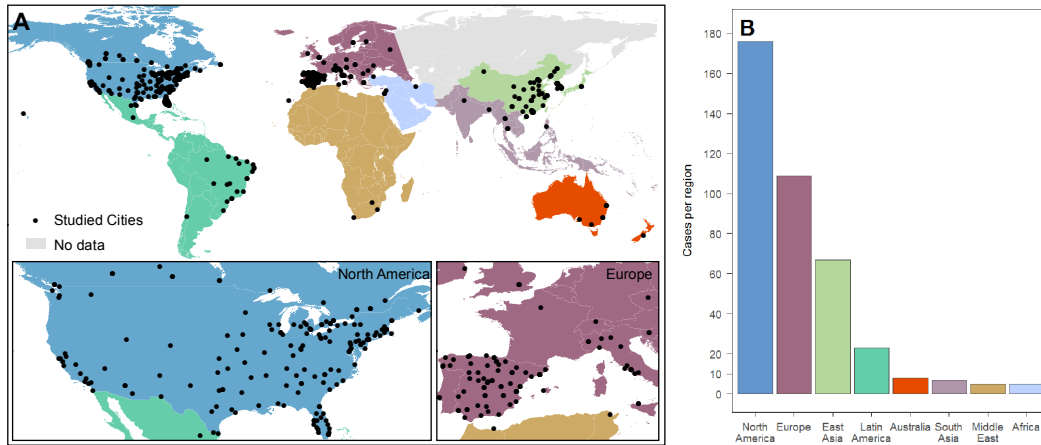 A
Studied Cities
No data
North America
Europe
B
Cases per region
180
160
140
120
100
80
60
40
20
10
0
North
America
Europe
East
Asia
Latin
America
Australia
South
Asia
Middle
East
Africa